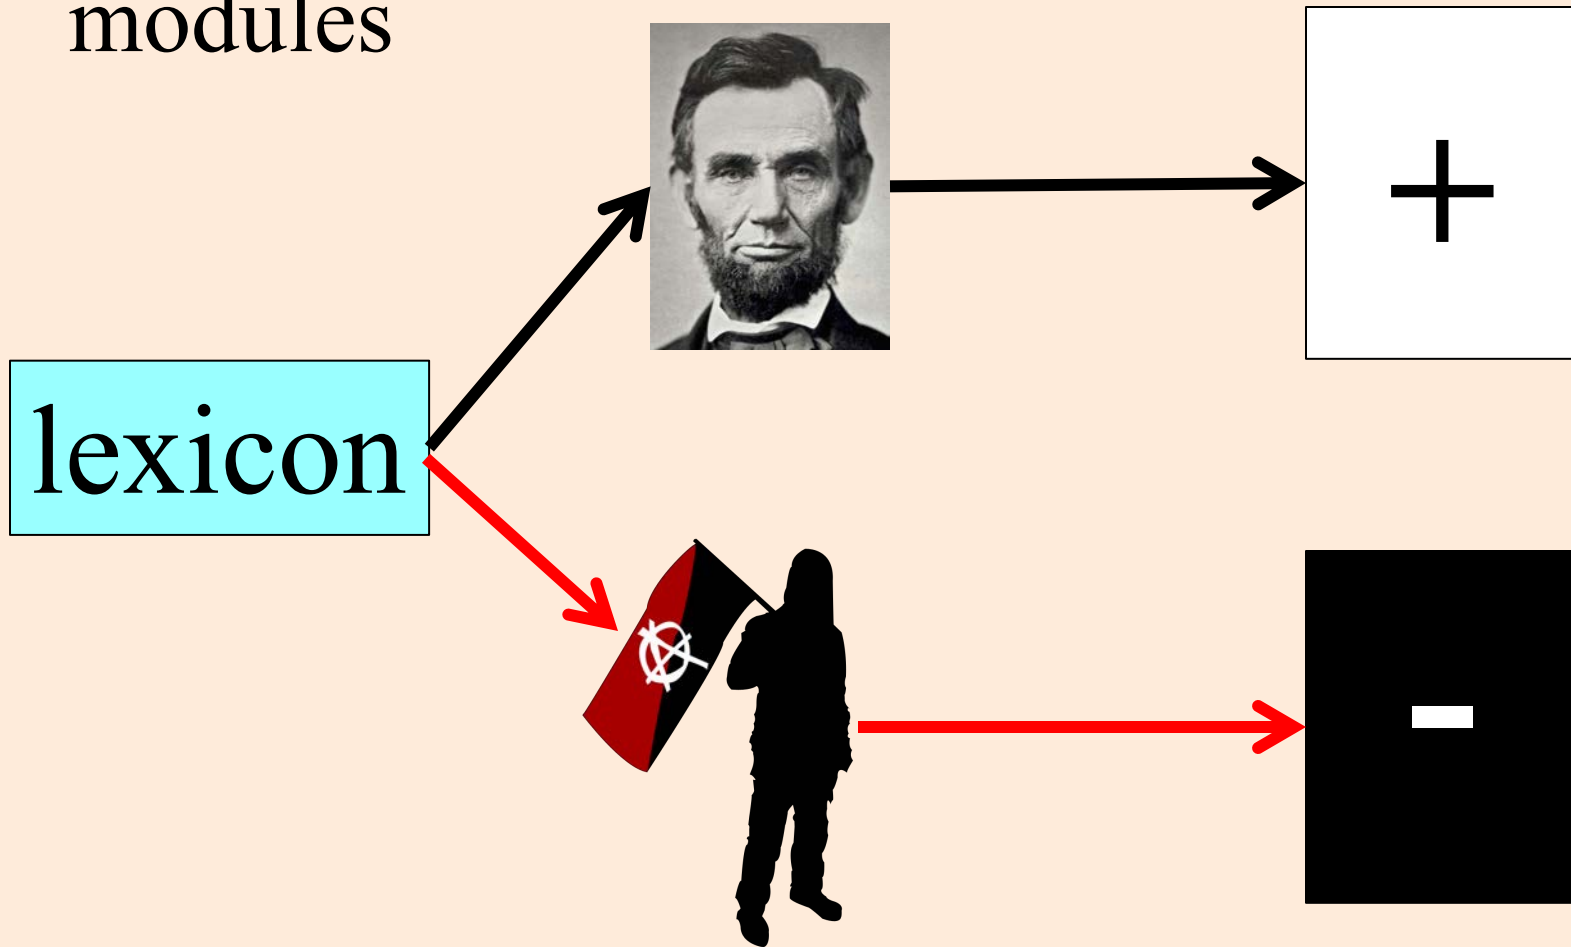 modules
+
lexicon
-